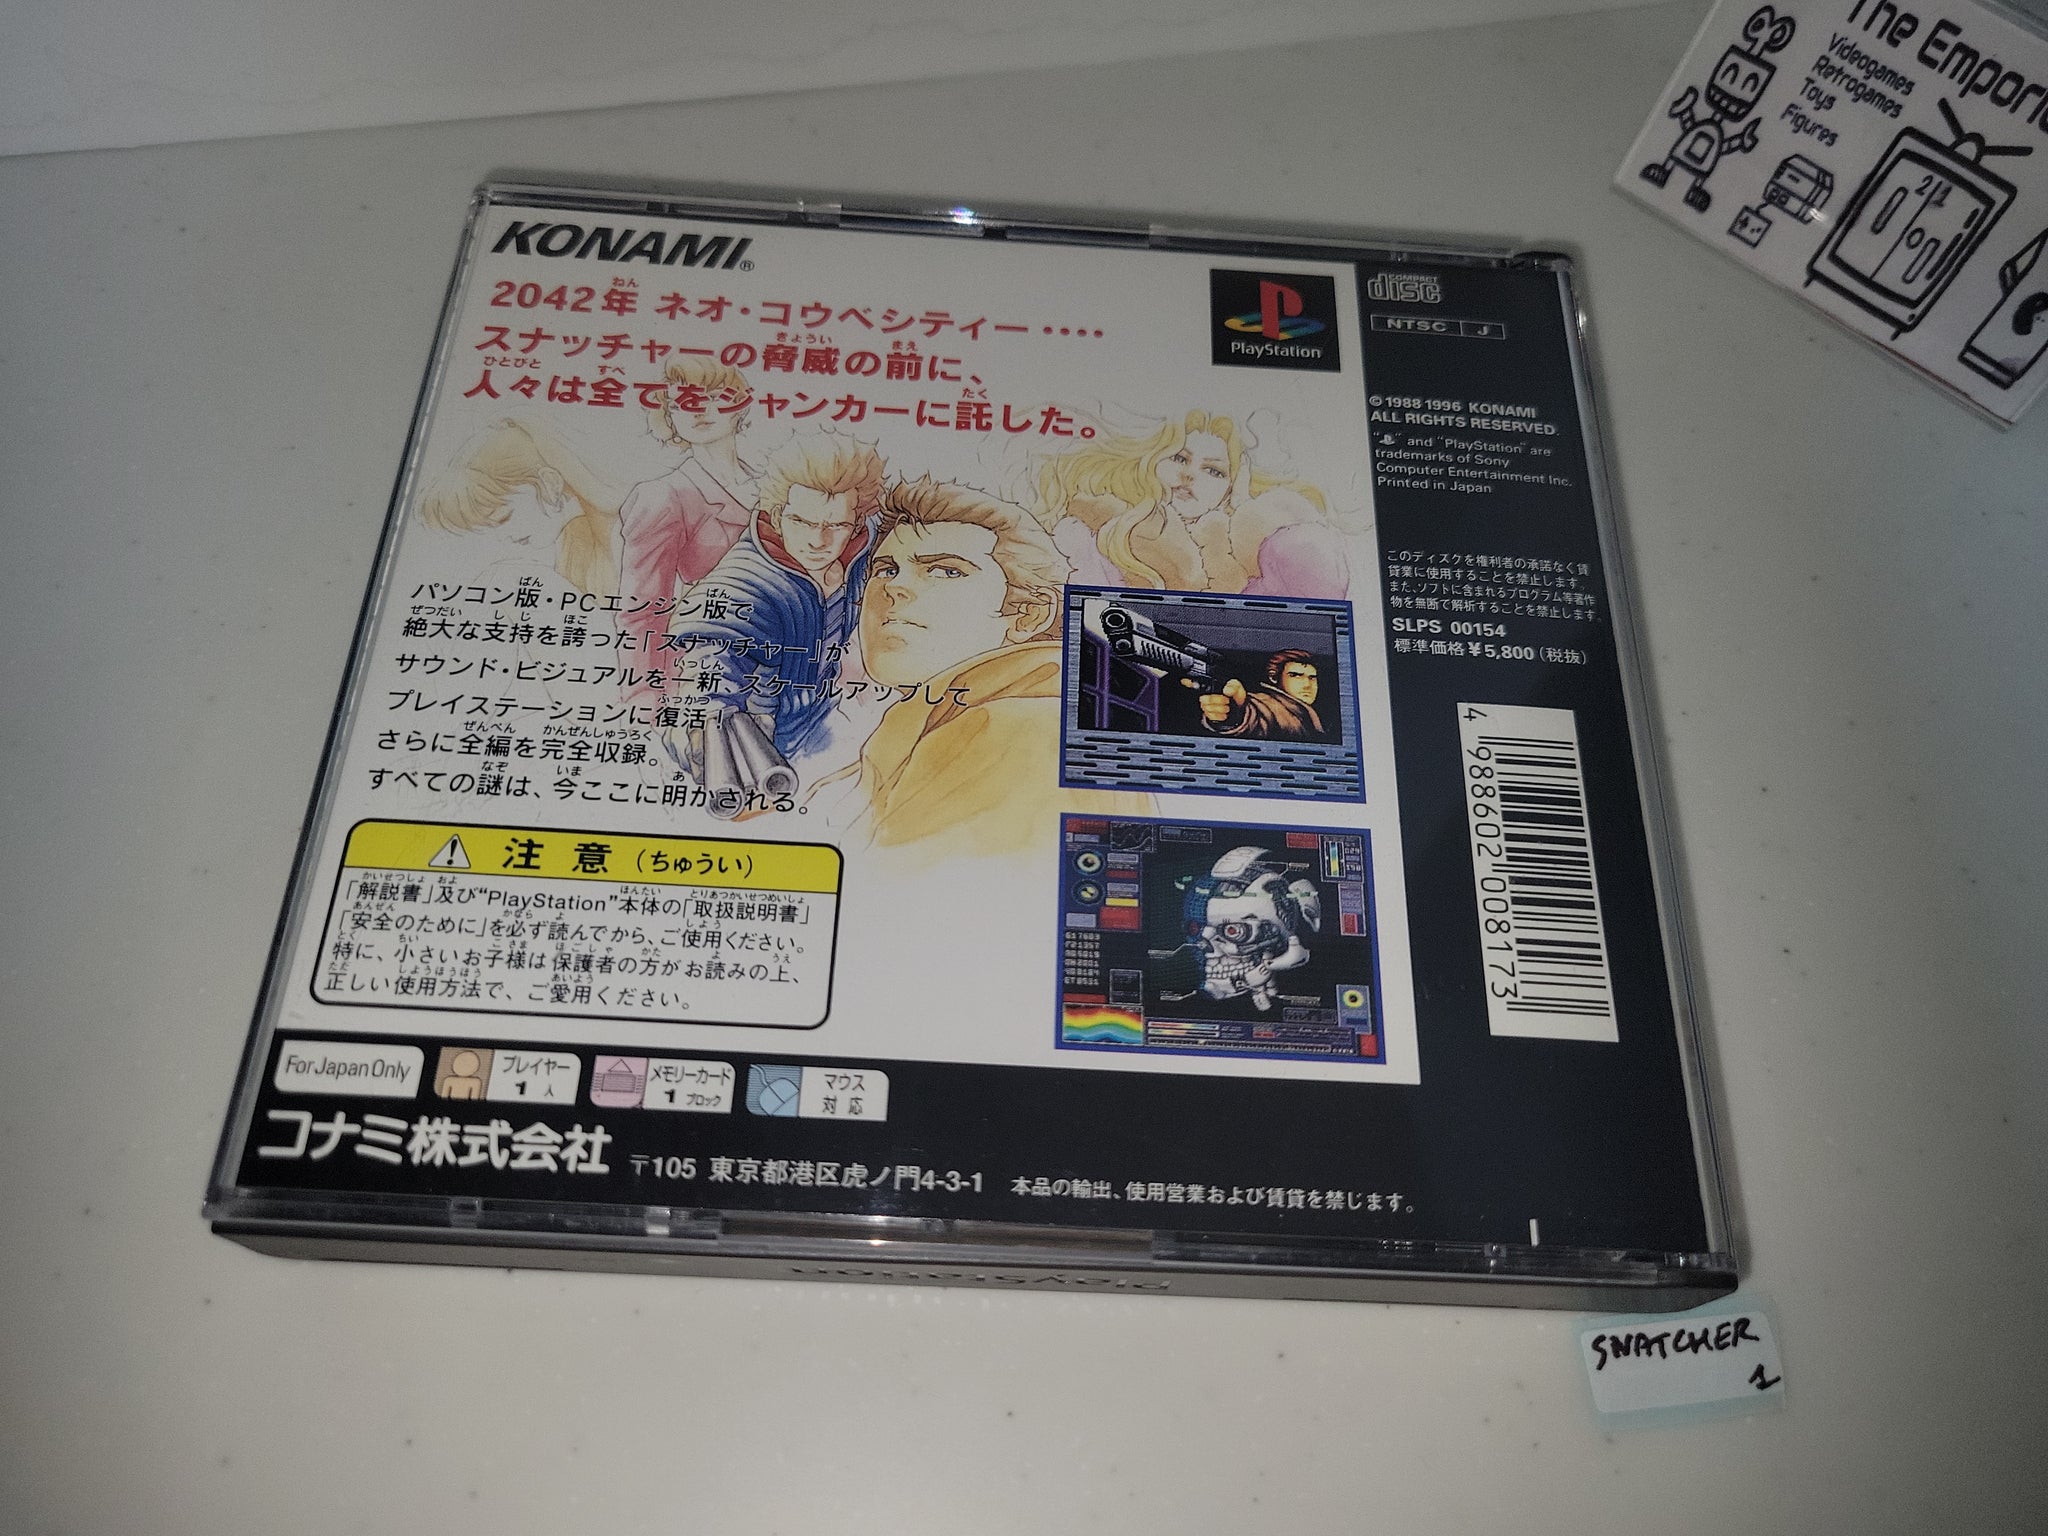 The Emporiu
Videogames
Retrogames
Toys
Figures
KONAMI®
2042年 ネオ・コウベシティー・・・・
スナッチャーの脅威の前に、
人々は全てをジャンカーに託した。
PlayStation
パソコン版・PCエンジン版で
絶大な支持を誇った「スナッチャー」が
サウンド・ビジュアルを一新、スケールアップして
プレイステーションに復活!
さらに全編を完全収録。
すべての謎は、今ここに明かされる。
注意(ちゅうい)
「解説書」及び“PlayStation”本体の「取扱説明書」
「安全のために」を必ず読んでから、ご使用ください。
特に、小さいお子様は保護者の方がお読みの上、
正しい使用方法で、ご愛用ください。
COMPACT
disc
NTSC J
©1988 1996 KONAMI
ALL RIGHTS RESERVED.
" " and "PlayStation" are
trademarks of Sony
Computer Entertainment Inc.
Printed in Japan
このディスクを権利者の承諾なく賃
貸業に使用することを禁止します。
また、ソフトに含まれるプログラム等著作
物を無断で解析することを禁止します。
SLPS 00154
標準価格¥5,800(税抜)
4 988602 008173
For Japan Only
プレイヤー
1人
メモリーカード
1ブロック
マウス
対応
コナミ株式会社
〒105 東京都港区虎ノ門4-3-1
本品の輸出、使用営業および賃貸を禁じます。
PlayStation
SNATCHER
1